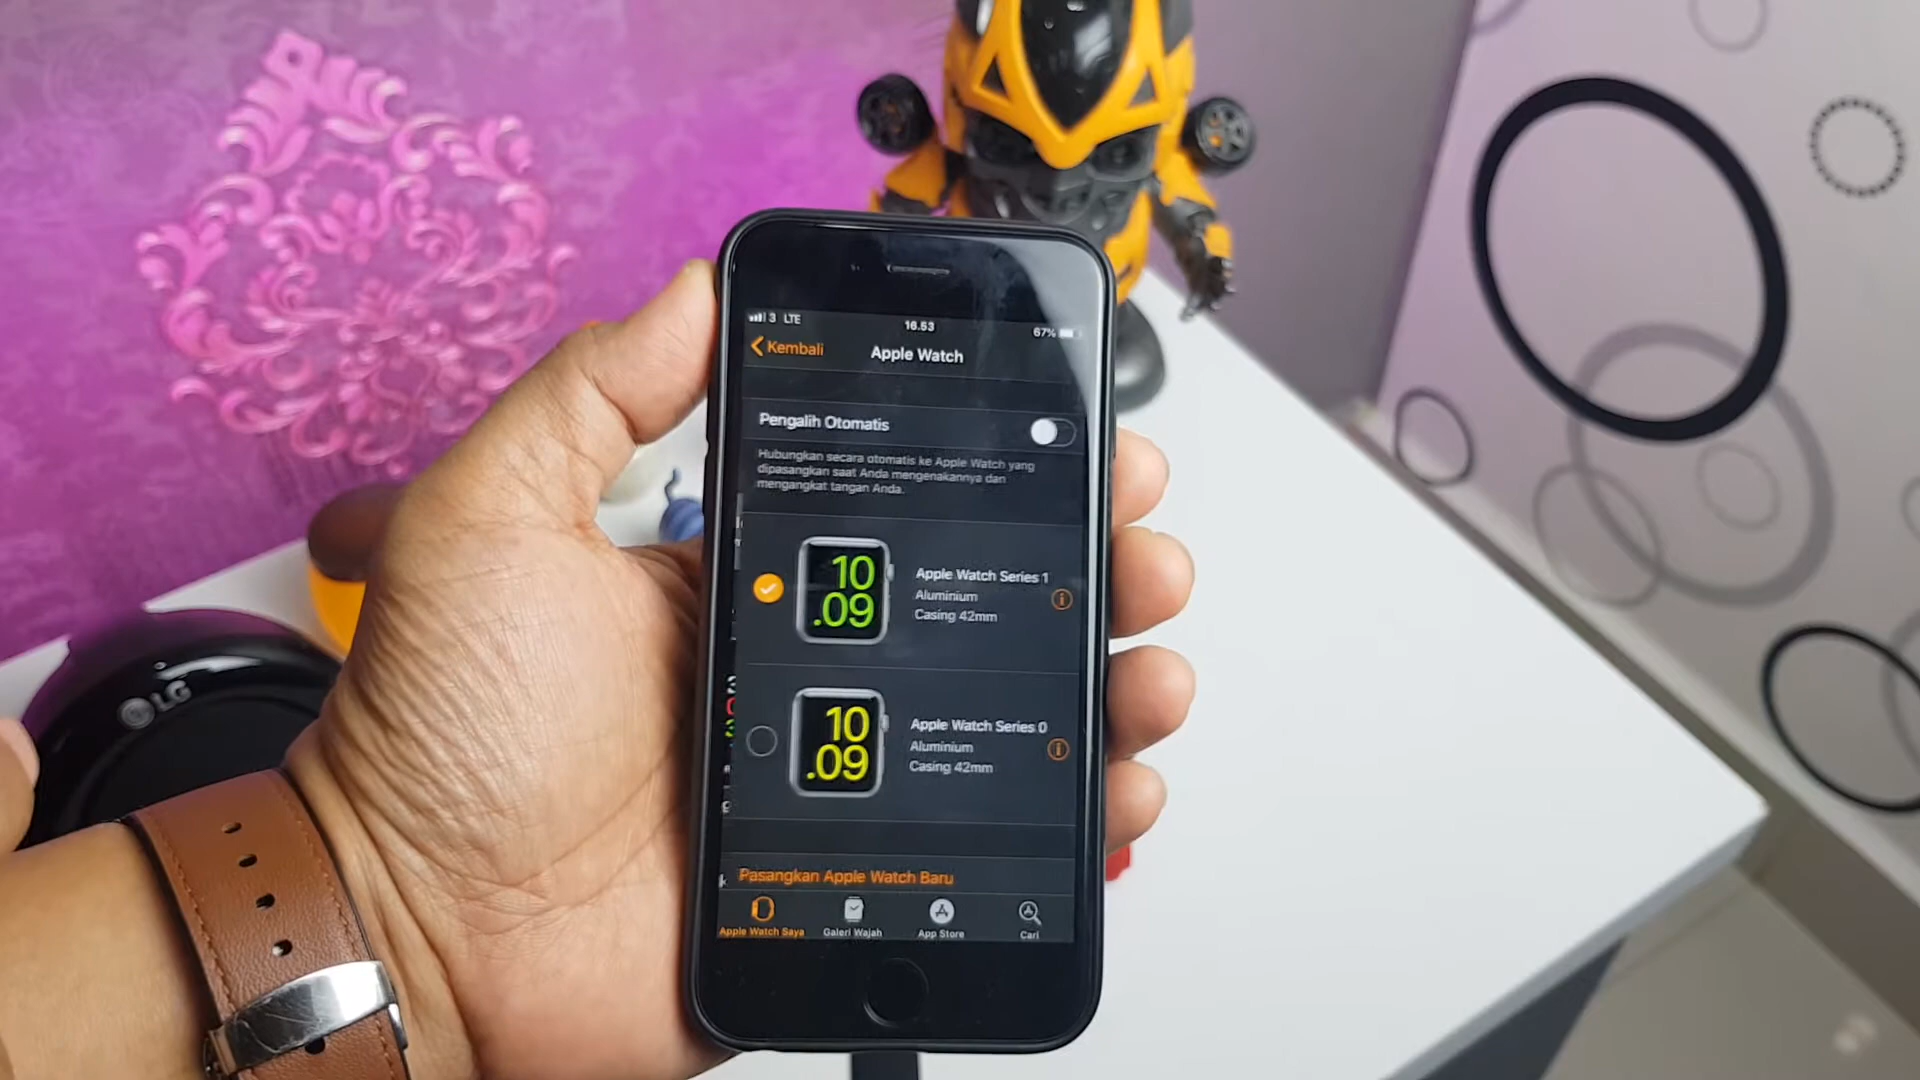 3 LTE
16.53
67%
Kembali
Apple Watch
Pengalih Otomatis
Hubungkan secara otomatis ke Apple Watch yang
dipasangkan saat Anda mengenakannya dan
mengangkat tangan Anda.
10
.09
Apple Watch Series 1
Aluminium
Casing 42mm
10
.09
Apple Watch Series 0
Aluminium
Casing 42mm
Pasangkan Apple Watch Baru
Apple Watch Saya
Galeri Wajah
App Store
Cari
LG